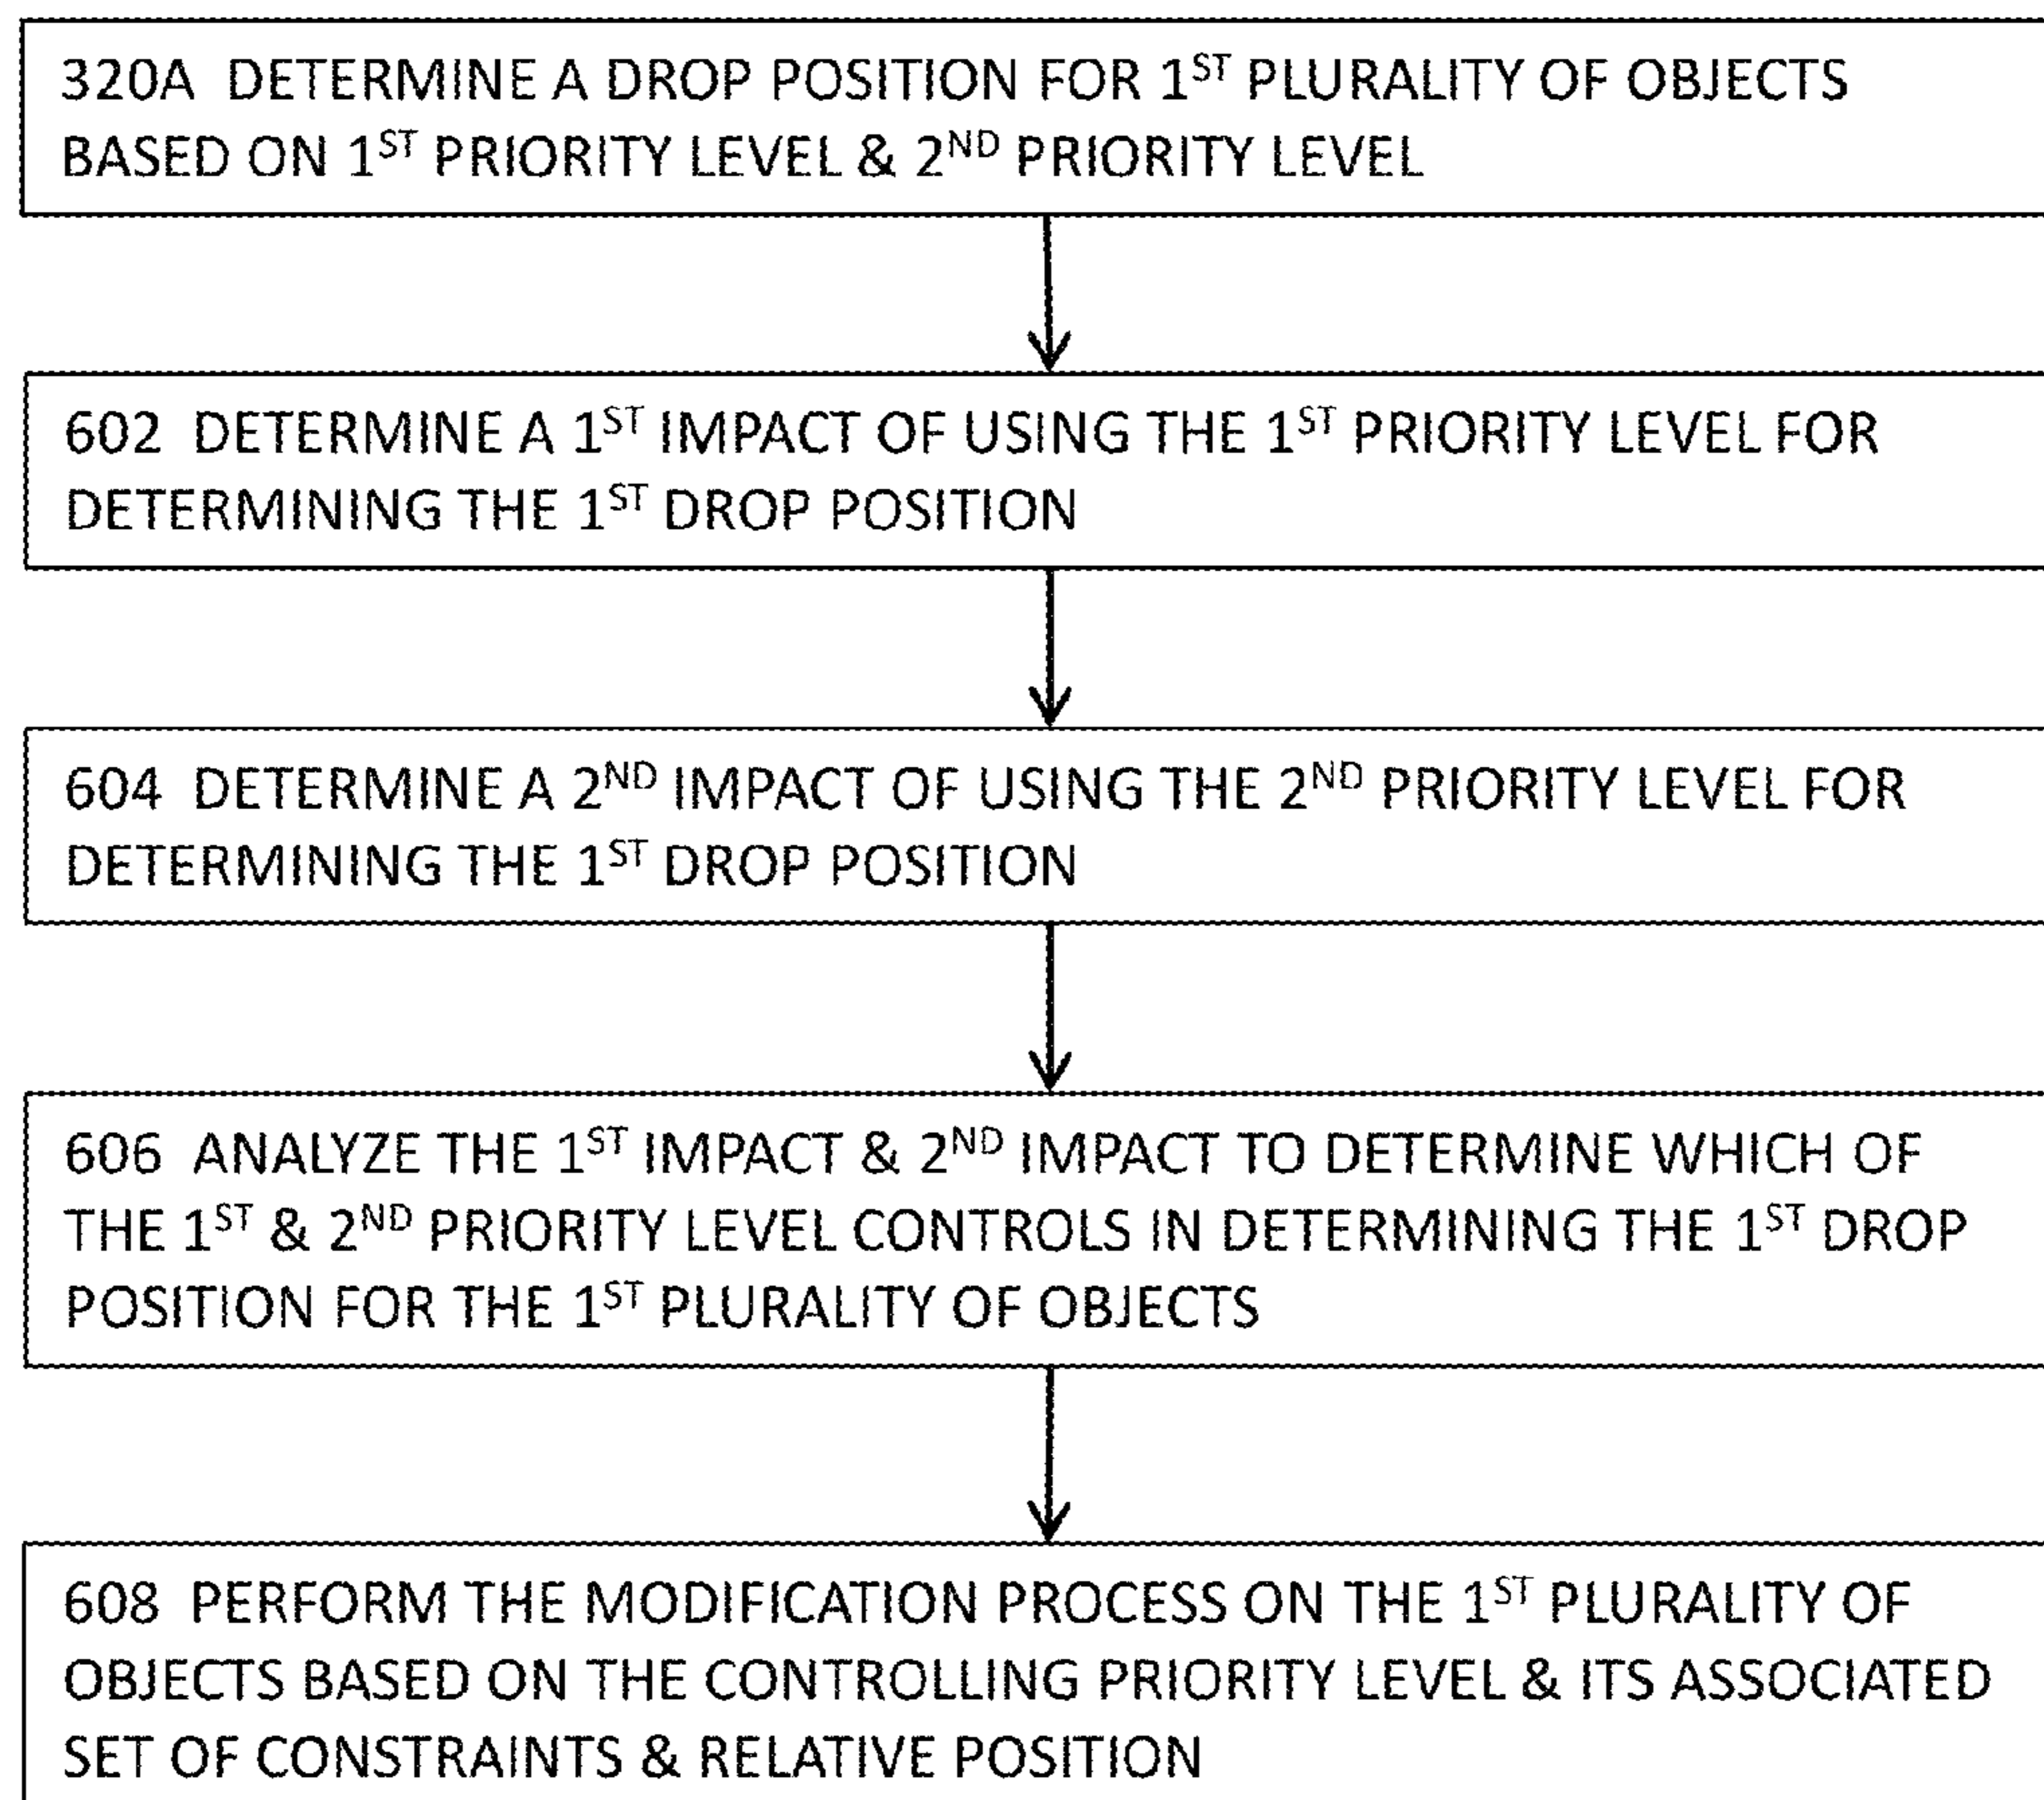 320A DETERMINE A DROP POSITION FOR 1ST PLURALITY OF OBJECTS
BASED ON 1ST PRIORITY LEVEL & 2ND PRIORITY LEVEL
602 DETERMINE A 1ST IMPACT OF USING THE 1ST PRIORITY LEVEL FOR
DETERMINING THE 1ST DROP POSITION
604 DETERMINE A 2ND IMPACT OF USING THE 2ND PRIORITY LEVEL FOR
DETERMINING THE 1ST DROP POSITION
606 ANALYZE THE 1ST IMPACT & 2ND IMPACT TO DETERMINE WHICH OF
THE 1ST & 2ND PRIORITY LEVEL CONTROLS IN DETERMINING THE 1ST DROP
POSITION FOR THE 1ST PLURALITY OF OBJECTS
608 PERFORM THE MODIFICATION PROCESS ON THE 1ST PLURALITY OF
OBJECTS BASED ON THE CONTROLLING PRIORITY LEVEL & ITS ASSOCIATED
SET OF CONSTRAINTS & RELATIVE POSITION